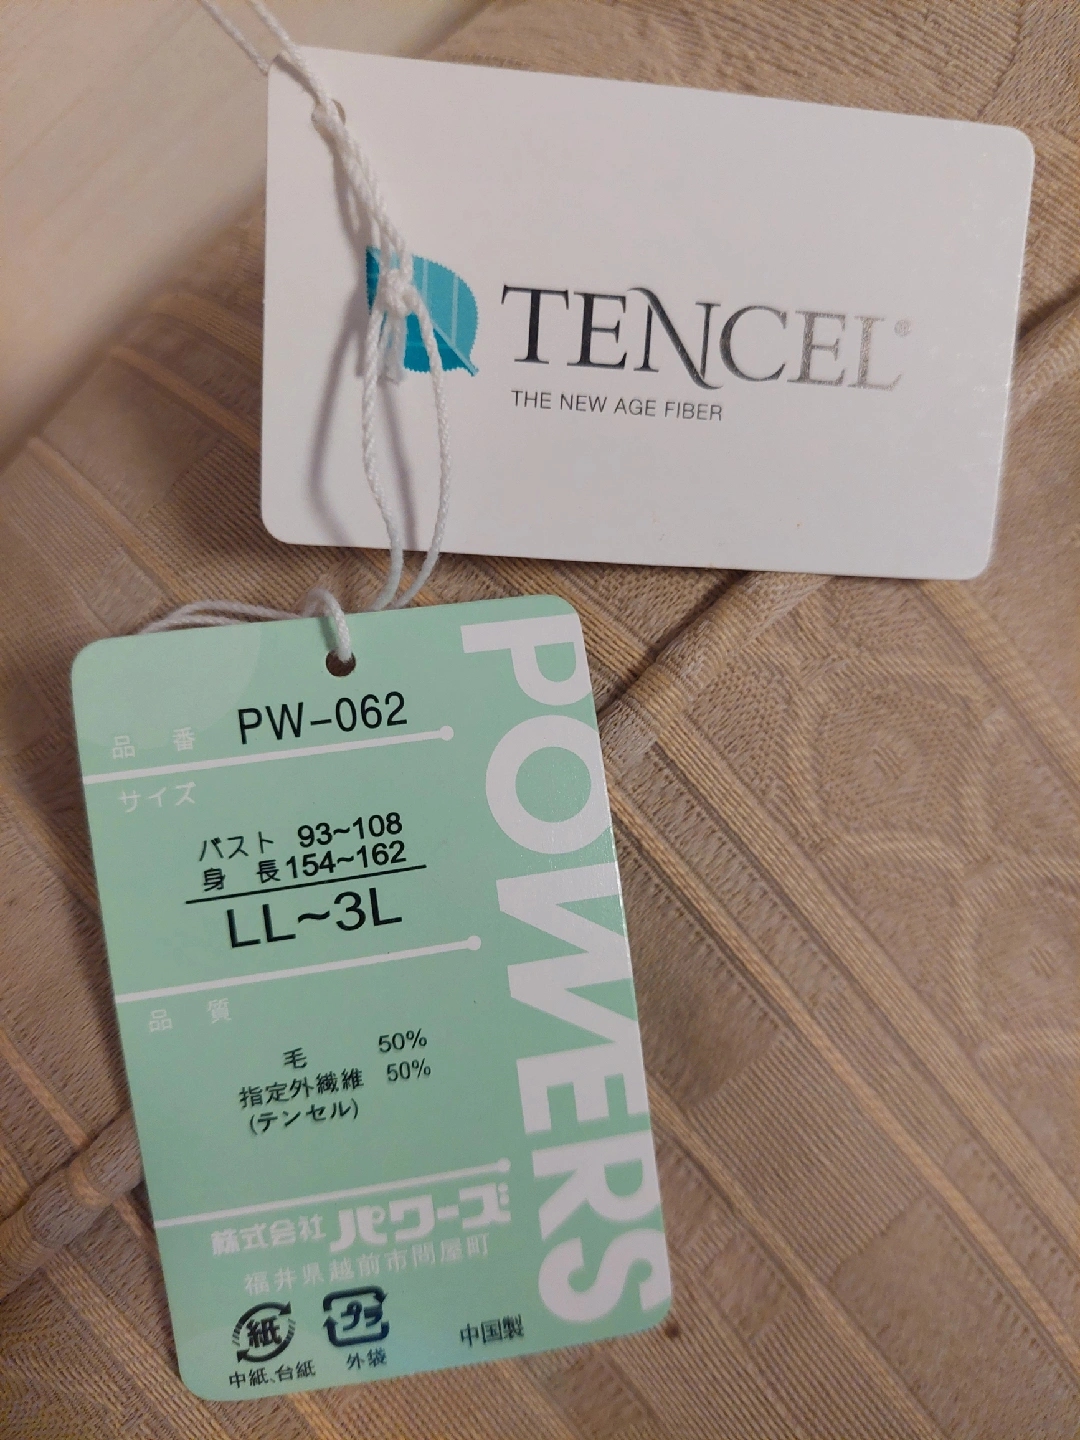 TENCEL®
THE NEW AGE FIBER
POWERS
品 番 PW-062
サイズ
バスト 93~108
身 長 154~162
LL~3L
品 質
毛 50%
指定外繊維 50%
(テンセル)
株式会社 パワーズ
福井県越前市問屋町
紙 プラ
中紙、台紙 外袋 中国製